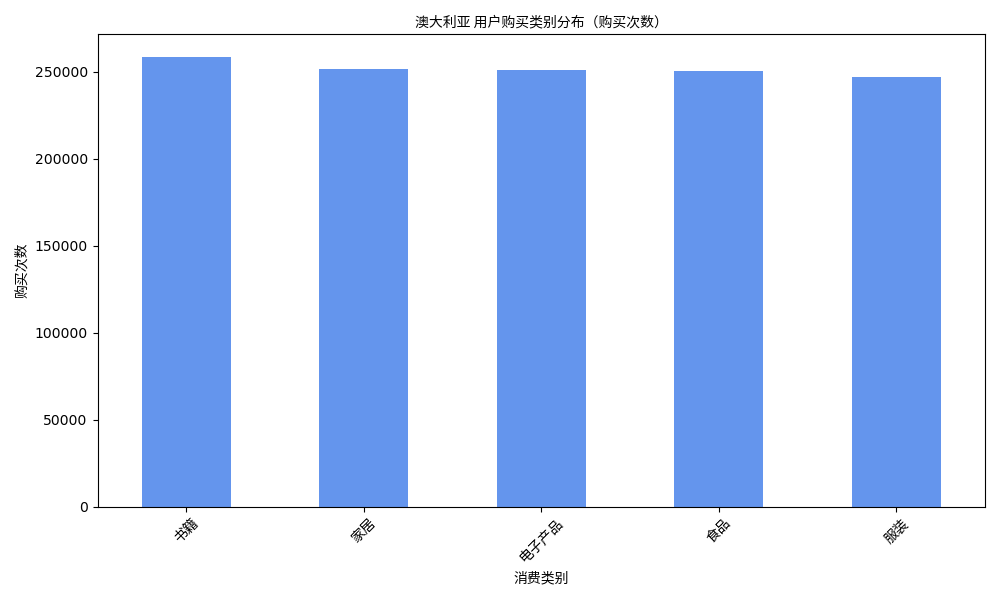 澳大利亚 用户购买类别分布（购买次数）
购买次数
250000
200000
150000
100000
50000
0
书籍
家居
电子产品
食品
服装
消费类别